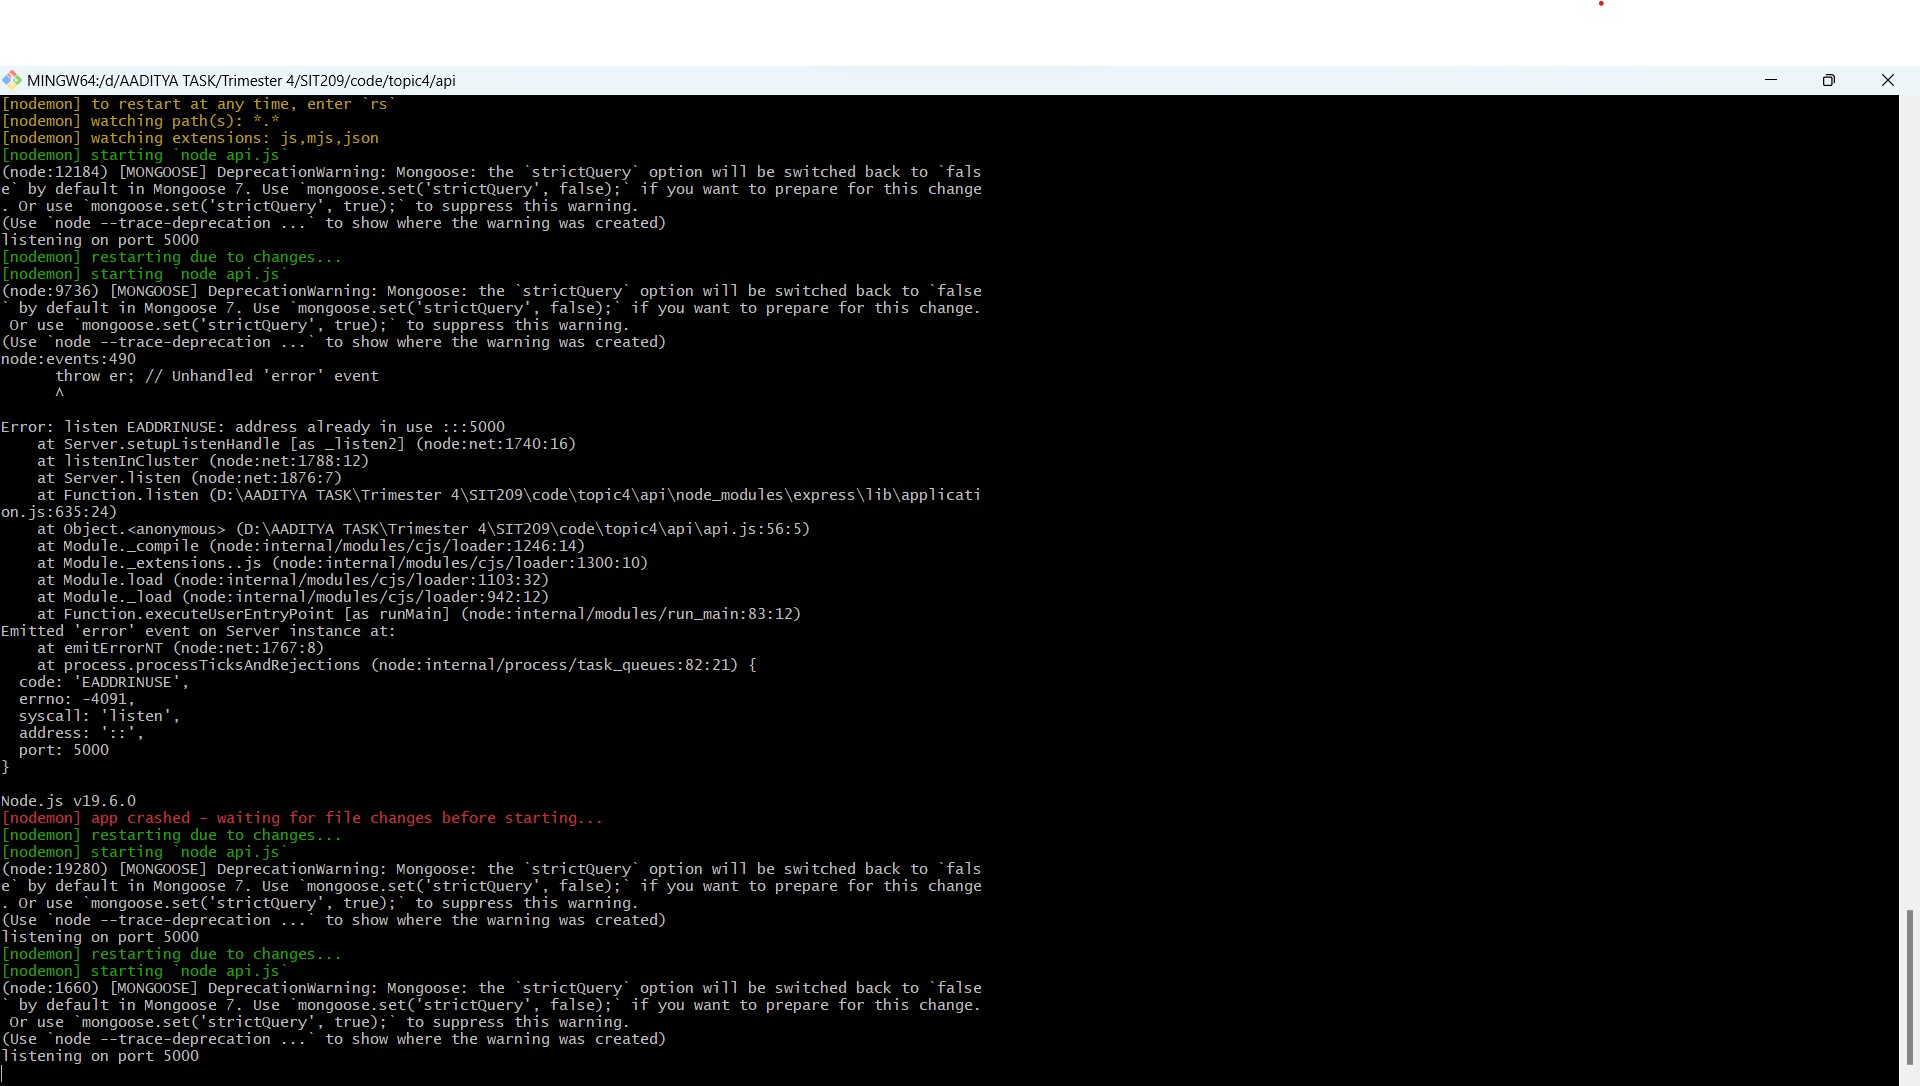 MINGW64:/d/AADITYA TASK/Trimester 4/SIT209/code/topic4/api
[nodemon] to restart at any time, enter `rs`
[nodemon] watching path(s): *.*
[nodemon] watching extensions: js,mjs,json
[nodemon] starting `node api.js`
(node:12184) [MONGOOSE] DeprecationWarning: Mongoose: the `strictQuery` option will be switched back to `fals
e` by default in Mongoose 7. Use `mongoose.set('strictQuery', false);` if you want to prepare for this change
. Or use `mongoose.set('strictQuery', true);` to suppress this warning.
(Use `node --trace-deprecation ...` to show where the warning was created)
listening on port 5000
[nodemon] restarting due to changes...
[nodemon] starting `node api.js`
(node:9736) [MONGOOSE] DeprecationWarning: Mongoose: the `strictQuery` option will be switched back to `false
` by default in Mongoose 7. Use `mongoose.set('strictQuery', false);` if you want to prepare for this change.
 Or use `mongoose.set('strictQuery', true);` to suppress this warning.
(Use `node --trace-deprecation ...` to show where the warning was created)
node:events:490
      throw er; // Unhandled 'error' event
      ^

Error: listen EADDRINUSE: address already in use :::5000
    at Server.setupListenHandle [as _listen2] (node:net:1740:16)
    at listenInCluster (node:net:1788:12)
    at Server.listen (node:net:1876:7)
    at Function.listen (D:\AADITYA TASK\Trimester 4\SIT209\code\topic4\api\node_modules\express\lib\applicati
on.js:635:24)
    at Object.<anonymous> (D:\AADITYA TASK\Trimester 4\SIT209\code\topic4\api\api.js:56:5)
    at Module._compile (node:internal/modules/cjs/loader:1246:14)
    at Module._extensions..js (node:internal/modules/cjs/loader:1300:10)
    at Module.load (node:internal/modules/cjs/loader:1103:32)
    at Module._load (node:internal/modules/cjs/loader:942:12)
    at Function.executeUserEntryPoint [as runMain] (node:internal/modules/run_main:83:12)
Emitted 'error' event on Server instance at:
    at emitErrorNT (node:net:1767:8)
    at process.processTicksAndRejections (node:internal/process/task_queues:82:21) {
  code: 'EADDRINUSE',
  errno: -4091,
  syscall: 'listen',
  address: '::',
  port: 5000
}

Node.js v19.6.0
[nodemon] app crashed - waiting for file changes before starting...
[nodemon] restarting due to changes...
[nodemon] starting `node api.js`
(node:19280) [MONGOOSE] DeprecationWarning: Mongoose: the `strictQuery` option will be switched back to `fals
e` by default in Mongoose 7. Use `mongoose.set('strictQuery', false);` if you want to prepare for this change
. Or use `mongoose.set('strictQuery', true);` to suppress this warning.
(Use `node --trace-deprecation ...` to show where the warning was created)
listening on port 5000
[nodemon] restarting due to changes...
[nodemon] starting `node api.js`
(node:1660) [MONGOOSE] DeprecationWarning: Mongoose: the `strictQuery` option will be switched back to `false
` by default in Mongoose 7. Use `mongoose.set('strictQuery', false);` if you want to prepare for this change.
 Or use `mongoose.set('strictQuery', true);` to suppress this warning.
(Use `node --trace-deprecation ...` to show where the warning was created)
listening on port 5000